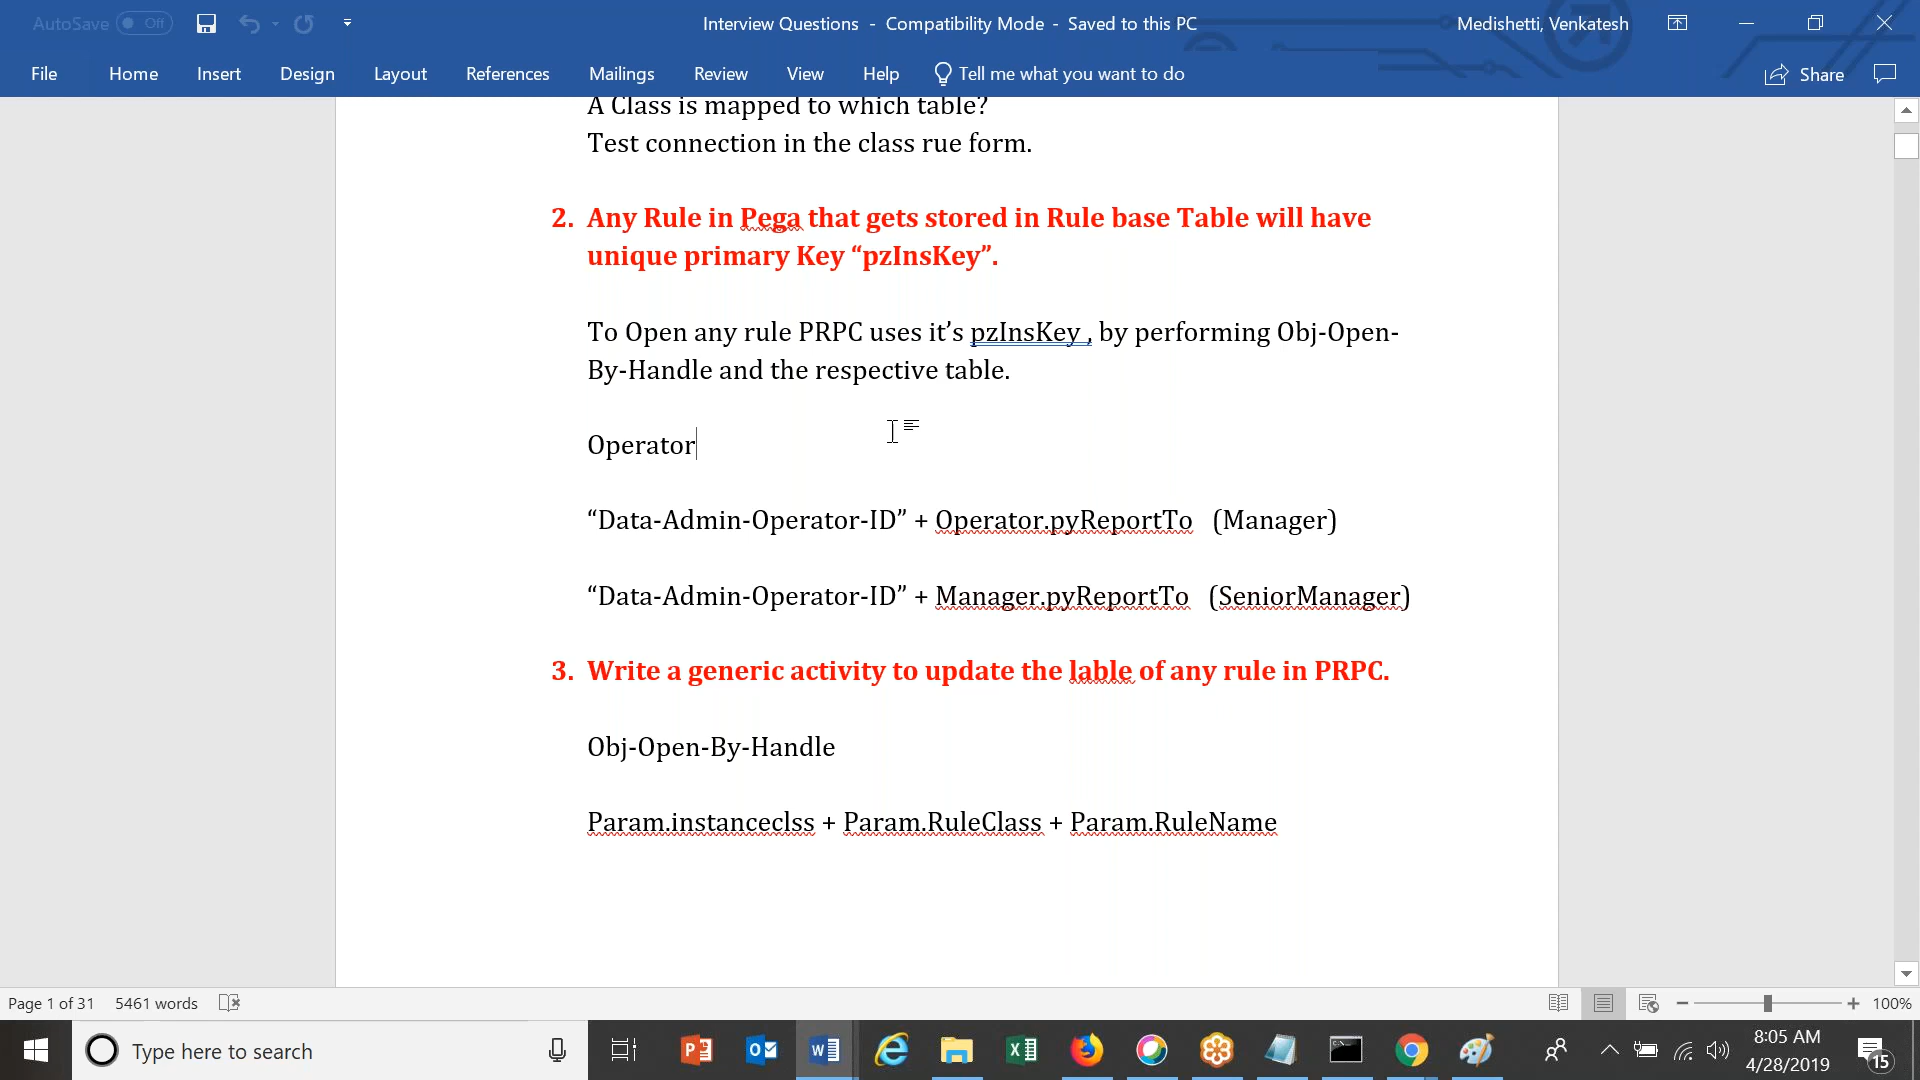 AutoSave Off
Interview Questions - Compatibility Mode - Saved to this PC
Medishetti, Venkatesh
File Home Insert Design Layout References Mailings Review View Help Tell me what you want to do Share
A Class is mapped to which table?
Test connection in the class rue form.
2. Any Rule in Pega that gets stored in Rule base Table will have
unique primary Key “pzInsKey”.
To Open any rule PRPC uses it’s pzInsKey , by performing Obj-Open-
By-Handle and the respective table.
Operator
“Data-Admin-Operator-ID” + Operator.pyReportTo (Manager)
“Data-Admin-Operator-ID” + Manager.pyReportTo (SeniorManager)
3. Write a generic activity to update the lable of any rule in PRPC.
Obj-Open-By-Handle
Param.instanceclss + Param.RuleClass + Param.RuleName
Page 1 of 31 5461 words 100%
Type here to search
8:05 AM
4/28/2019
15